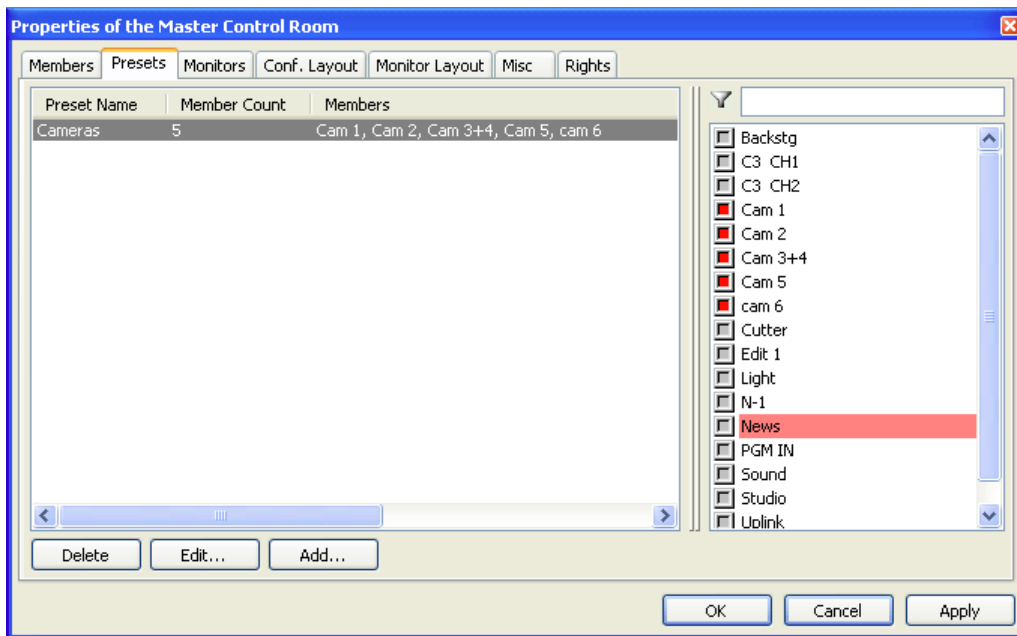 Properties of the Master Control Room
Members Presets Monitors Conf. Layout Monitor Layout Misc Rights
Preset Name Member Count Members
Cameras 5 Cam 1, Cam 2, Cam 3+4, Cam 5, cam 6
Backstg
C3 CH1
C3 CH2
Cam 1
Cam 2
Cam 3+4
Cam 5
cam 6
Cutter
Edit 1
Light
N-1
News
PGM IN
Sound
Studio
Uplink
Delete Edit... Add...
OK Cancel Apply